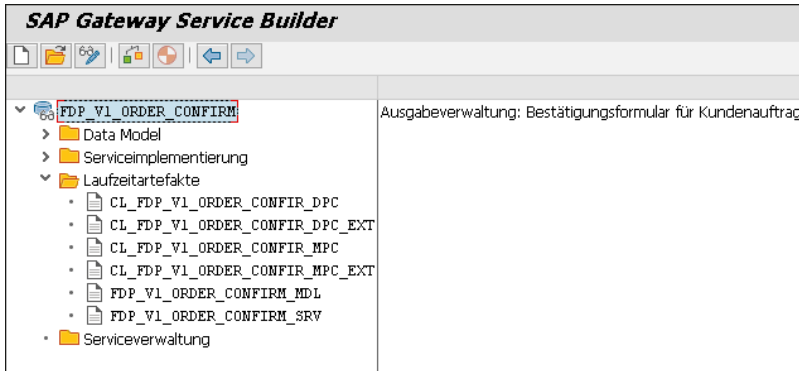 SAP Gateway Service Builder
FDP_V1_ORDER_CONFIRM Ausgabeverwaltung: Bestätigungsformular für Kundenauftrag
Data Model
Serviceimplementierung
Laufzeitartefakte
CL_FDP_V1_ORDER_CONFIR_DPC
CL_FDP_V1_ORDER_CONFIR_DPC_EXT
CL_FDP_V1_ORDER_CONFIR_MPC
CL_FDP_V1_ORDER_CONFIR_MPC_EXT
FDP_V1_ORDER_CONFIRM_MDL
FDP_V1_ORDER_CONFIRM_SRV
Serviceverwaltung